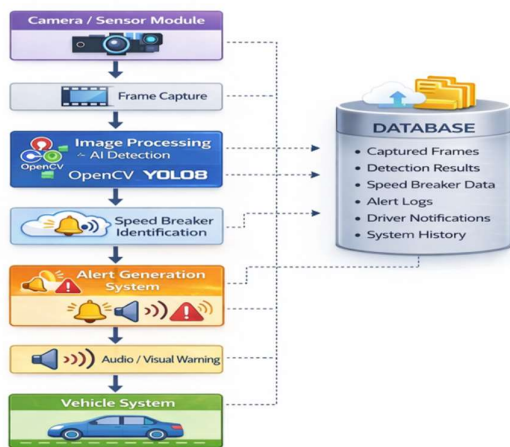 Camera / Sensor Module
Frame Capture
Image Processing
AI Detection
OpenCV
OpenCV YOLO8
Speed Breaker
Identification
Alert Generation
System
Audio / Visual Warning
Vehicle System
DATABASE
• Captured Frames
• Detection Results
• Speed Breaker Data
• Alert Logs
• Driver Notifications
• System History